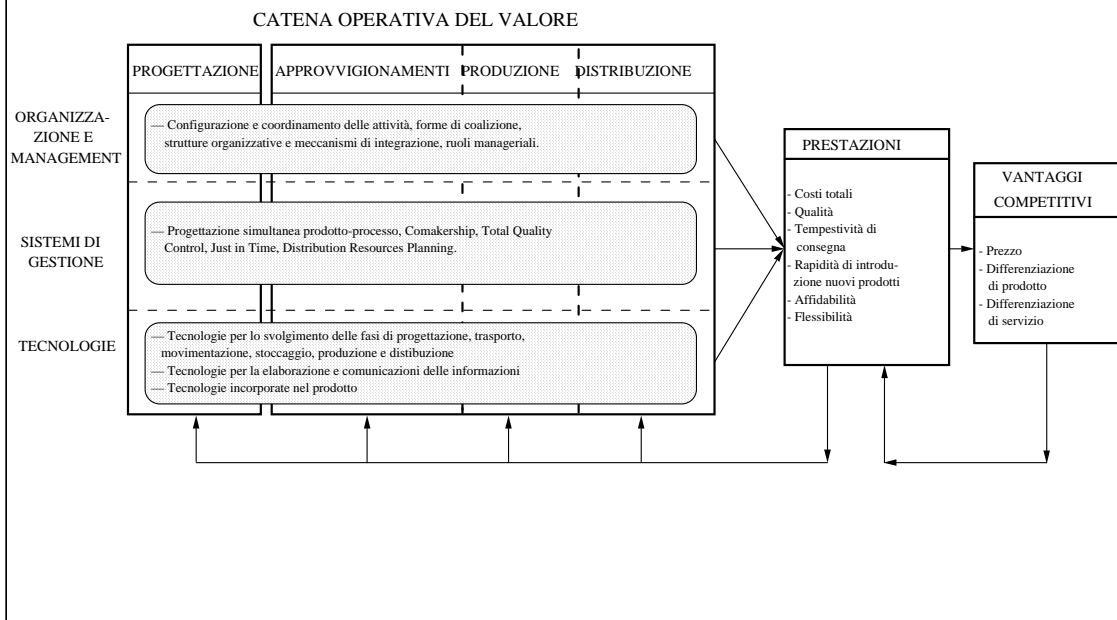 CATENA OPERATIVA DEL VALORE
PROGETTAZIONE
APPROVVIGIONAMENTI
PRODUZIONE
DISTRIBUZIONE
ORGANIZZA-
ZIONE E
MANAGEMENT
— Configurazione e coordinamento delle attività, forme di coalizione,
strutture organizzative e meccanismi di integrazione, ruoli manageriali.
SISTEMI DI
GESTIONE
— Progettazione simultanea prodotto-processo, Comakership, Total Quality
Control, Just in Time, Distribution Resources Planning.
TECNOLOGIE
— Tecnologie per lo svolgimento delle fasi di progettazione, trasporto,
movimentazione, stoccaggio, produzione e distibuzione
— Tecnologie per la elaborazione e comunicazioni delle informazioni
— Tecnologie incorporate nel prodotto
PRESTAZIONI
- Costi totali
- Qualità
- Tempestività di
consegna
- Rapidità di introdu-
zione nuovi prodotti
- Affidabilità
- Flessibilità
VANTAGGI
COMPETITIVI
- Prezzo
- Differenziazione
di prodotto
- Differenziazione
di servizio